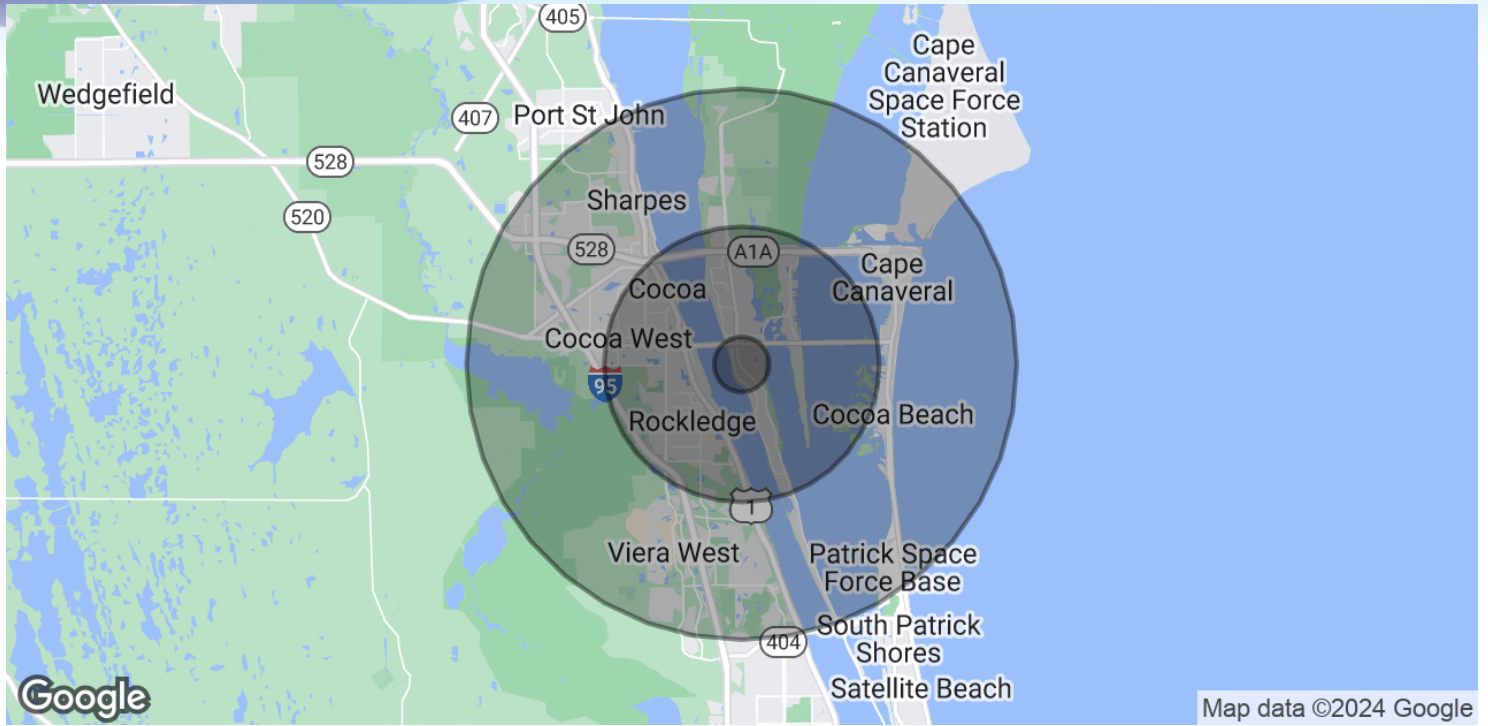 405
Cape
Canaveral
Space Force
Station
Wedgefield
407
Port St John
528
Sharpes
520
528
A1A
Cape
Canaveral
Cocoa
Cocoa West
95
Cocoa Beach
Rockledge
1
Viera West
Patrick Space
Force Base
South Patrick
Shores
404
Satellite Beach
Google
Map data ©2024 Google